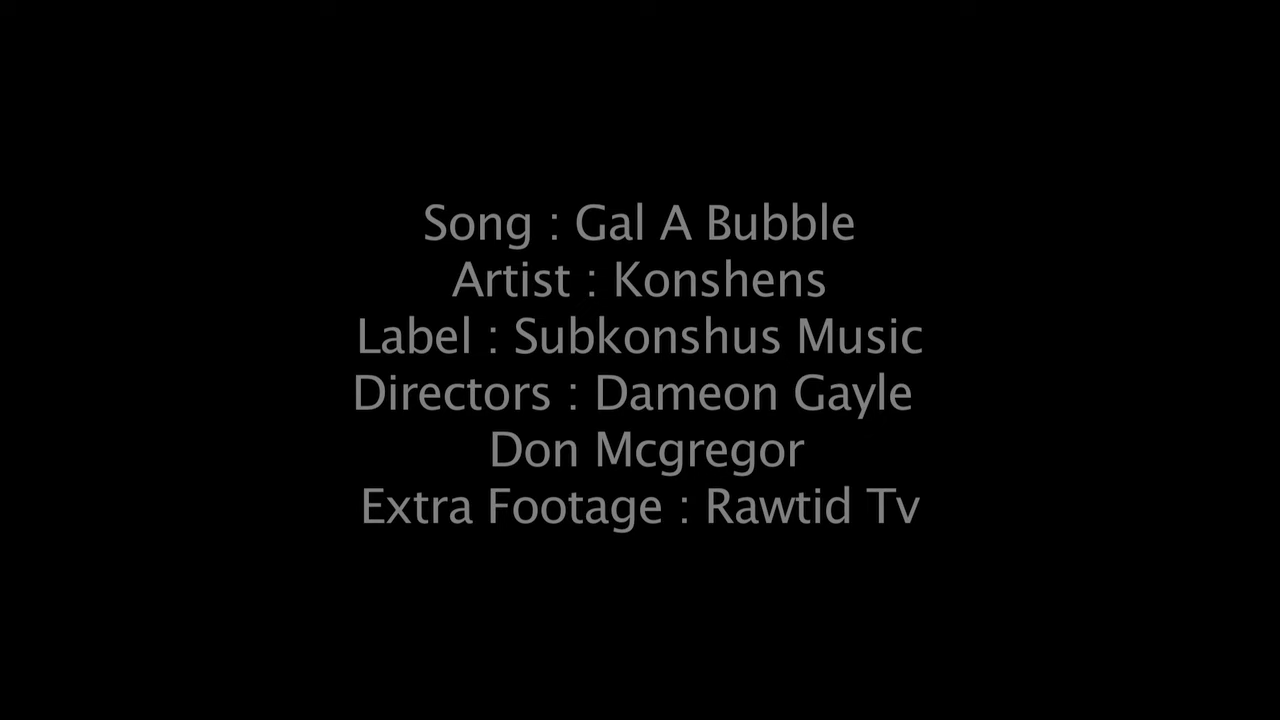 Song : Gal A Bubble
Artist : Konshens
Label : Subkonshus Music
Directors : Dameon Gayle
Don Mcgregor
Extra Footage : Rawtid Tv